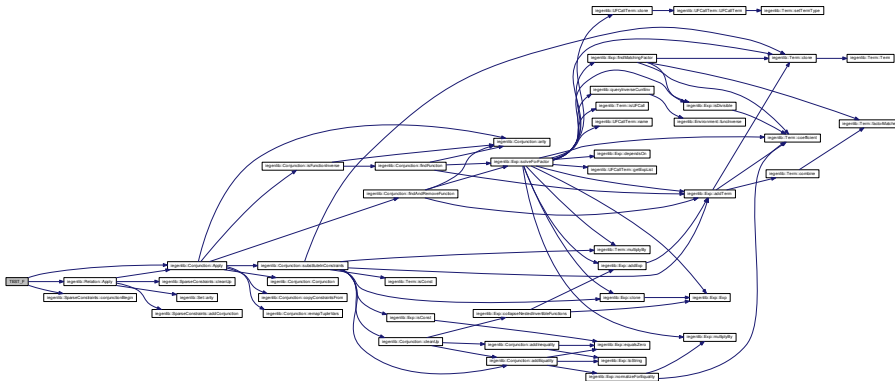 TEST_F
iegenlib::Relation::Apply
iegenlib::SparseConstraints::conjunctionBegin
iegenlib::Conjunction::Apply
iegenlib::SparseConstraints::cleanUp
iegenlib::Set::arity
iegenlib::SparseConstraints::addConjunction
iegenlib::Conjunction::isFunctionInverse
iegenlib::Conjunction::substituteInConstraints
iegenlib::Conjunction::Conjunction
iegenlib::Conjunction::copyConstraintsFrom
iegenlib::Conjunction::remapTupleVars
iegenlib::Conjunction::findFunction
iegenlib::Conjunction::findAndRemoveFunction
iegenlib::Term::isConst
iegenlib::Exp::isConst
iegenlib::Conjunction::cleanUp
iegenlib::Conjunction::arity
iegenlib::Exp::solveForFactor
iegenlib::Exp::collapseNestedInvertibleFunctions
iegenlib::Conjunction::addInequality
iegenlib::Conjunction::addEquality
iegenlib::UFCallTerm::clone
iegenlib::Exp::findMatchingFactor
iegenlib::queryInverseCurrEnv
iegenlib::Term::isUFCall
iegenlib::UFCallTerm::name
iegenlib::Exp::dependsOn
iegenlib::UFCallTerm::getExpList
iegenlib::Term::multiplyBy
iegenlib::Exp::addExp
iegenlib::Exp::clone
iegenlib::Exp::equalsZero
iegenlib::Exp::toString
iegenlib::Exp::normalizeForEquality
iegenlib::UFCallTerm::UFCallTerm
iegenlib::Exp::isDivisible
iegenlib::Environment::funcInverse
iegenlib::Exp::addTerm
iegenlib::Exp::Exp
iegenlib::Exp::multiplyBy
iegenlib::Term::setTermType
iegenlib::Term::clone
iegenlib::Term::coefficient
iegenlib::Term::combine
iegenlib::Term::Term
iegenlib::Term::factorMatches